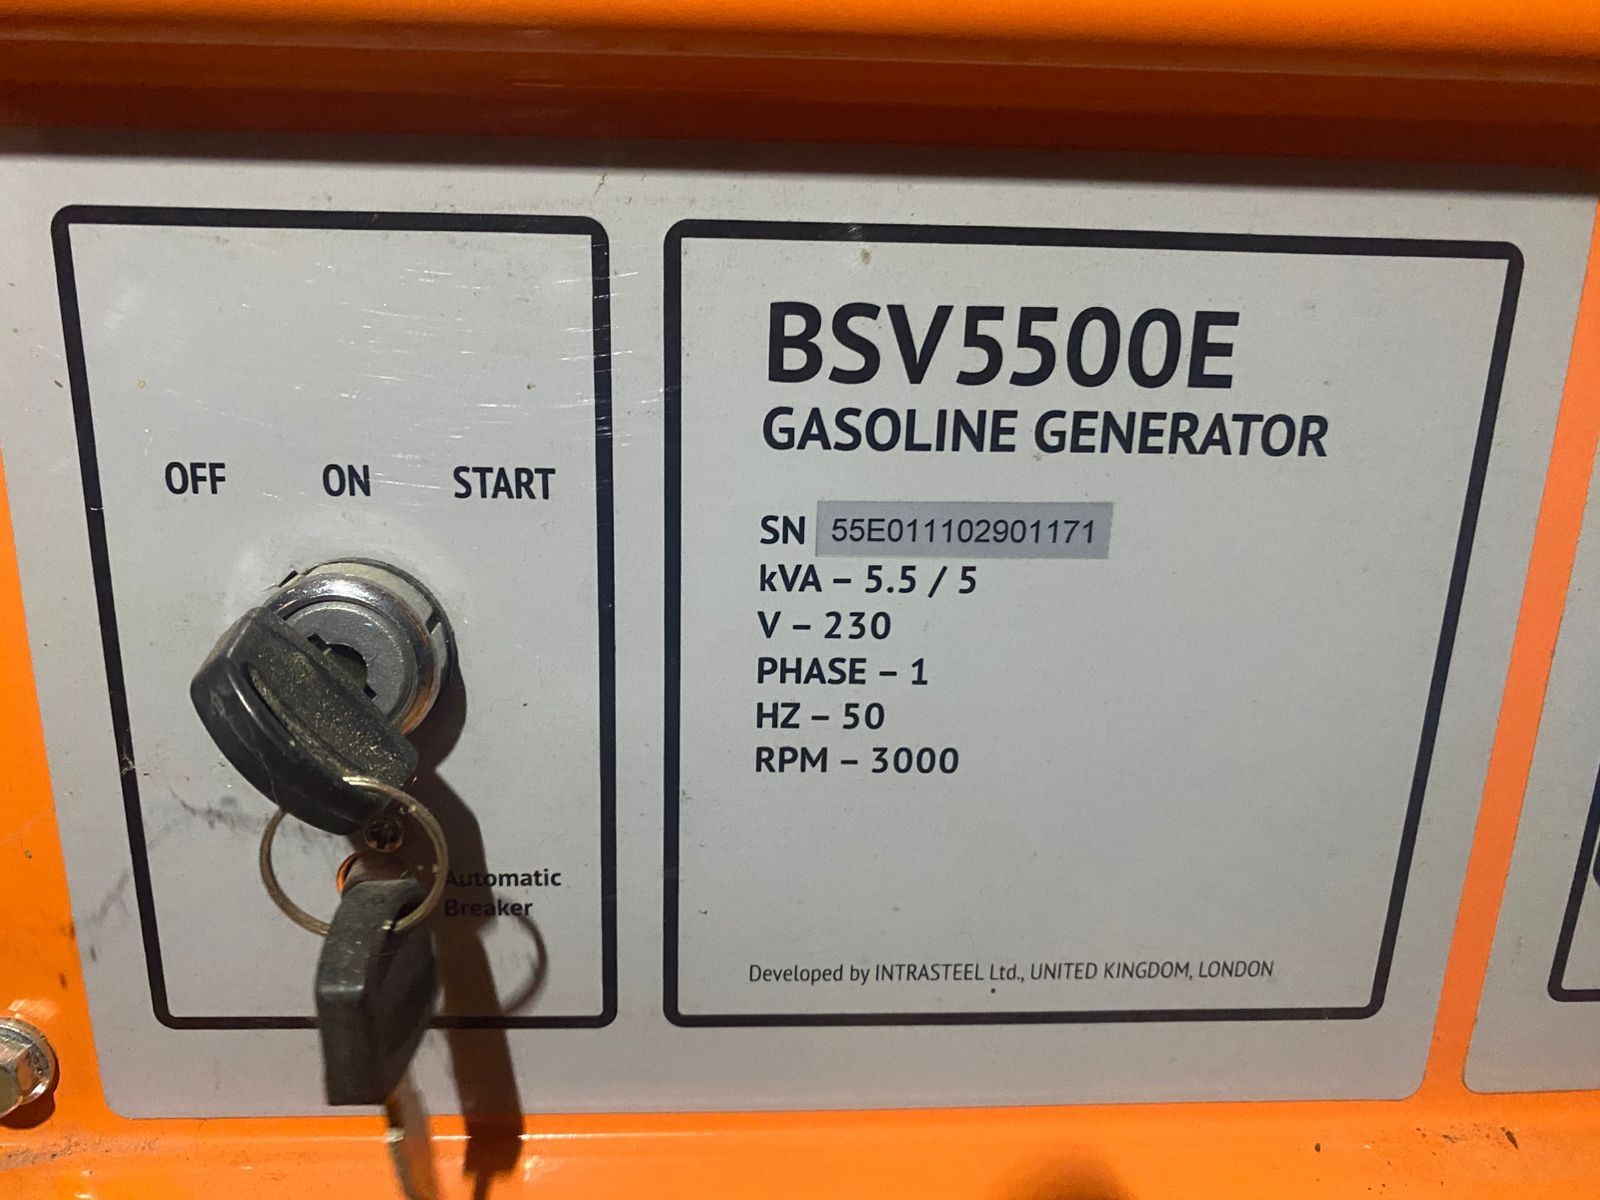 OFF ON START
Automatic
Breaker
BSV5500E
GASOLINE GENERATOR
SN 55E011102901171
kVA – 5.5 / 5
V – 230
PHASE – 1
HZ – 50
RPM – 3000
Developed by INTRASTEEL Ltd., UNITED KINGDOM, LONDON